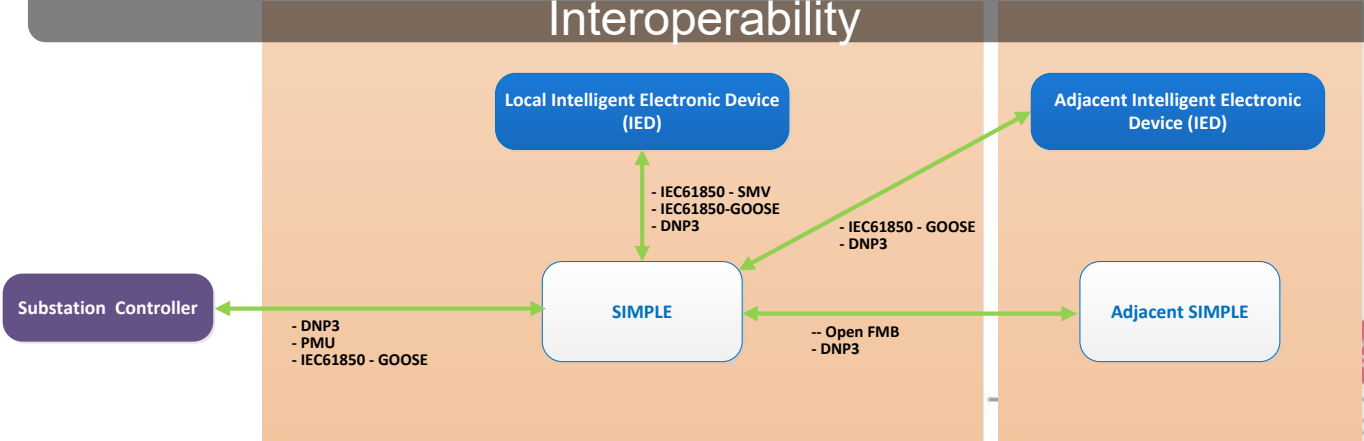 Interoperability
Local Intelligent Electronic Device
(IED)
Adjacent Intelligent Electronic
Device (IED)
- IEC61850 - SMV
- IEC61850-GOOSE
- DNP3
- IEC61850 - GOOSE
- DNP3
Substation Controller
SIMPLE
Adjacent SIMPLE
- DNP3
- PMU
- IEC61850 - GOOSE
-- Open FMB
- DNP3